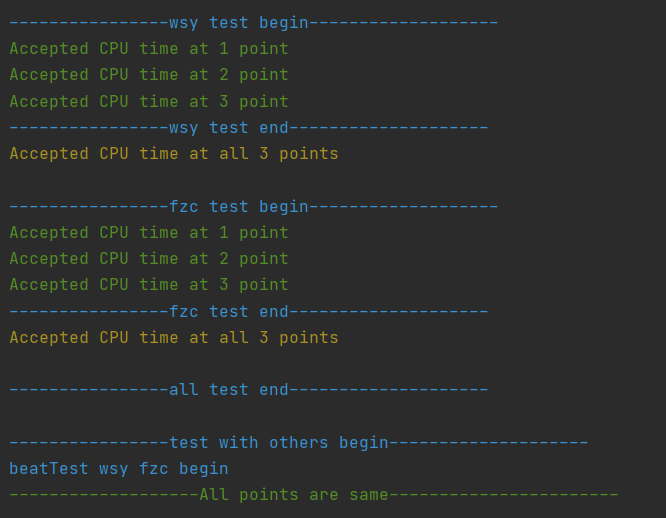 ----------------wsy test begin-------------------
Accepted CPU time at 1 point
Accepted CPU time at 2 point
Accepted CPU time at 3 point
----------------wsy test end--------------------
Accepted CPU time at all 3 points
----------------fzc test begin-------------------
Accepted CPU time at 1 point
Accepted CPU time at 2 point
Accepted CPU time at 3 point
----------------fzc test end--------------------
Accepted CPU time at all 3 points
----------------all test end--------------------
----------------test with others begin--------------------
beatTest wsy fzc begin
-------------------All points are same-----------------------